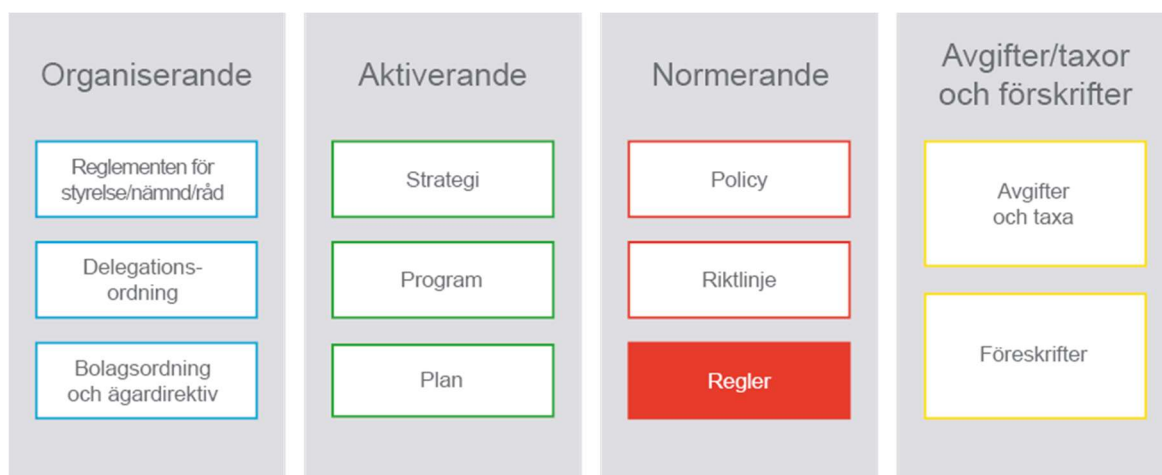 Organiserande
Reglementen för
styrelse/nämnd/råd
Delegations-
ordning
Bolagsordning
och ägardirektiv
Aktiverande
Strategi
Program
Plan
Normerande
Policy
Riktlinje
Regler
Avgifter/taxor
och förskrifter
Avgifter
och taxa
Föreskrifter